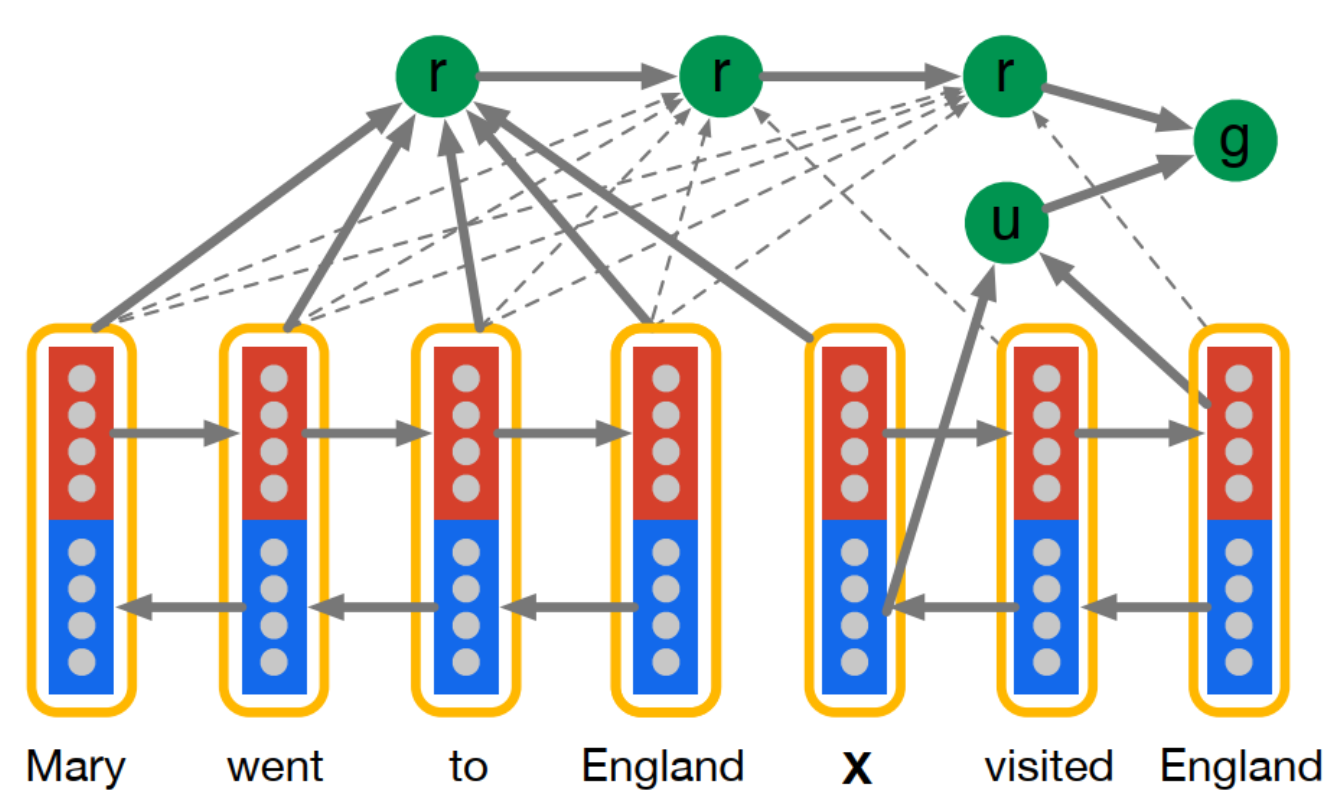 r r r
g
u
Mary went to England X visited England